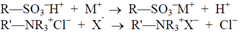 R—SO₃⁻H⁺ + M⁺ → R—SO₃⁻M⁺ + H⁺
R'—NR₃⁺Cl⁻ + X⁻ → R'—NR₃⁺X⁻ + Cl⁻